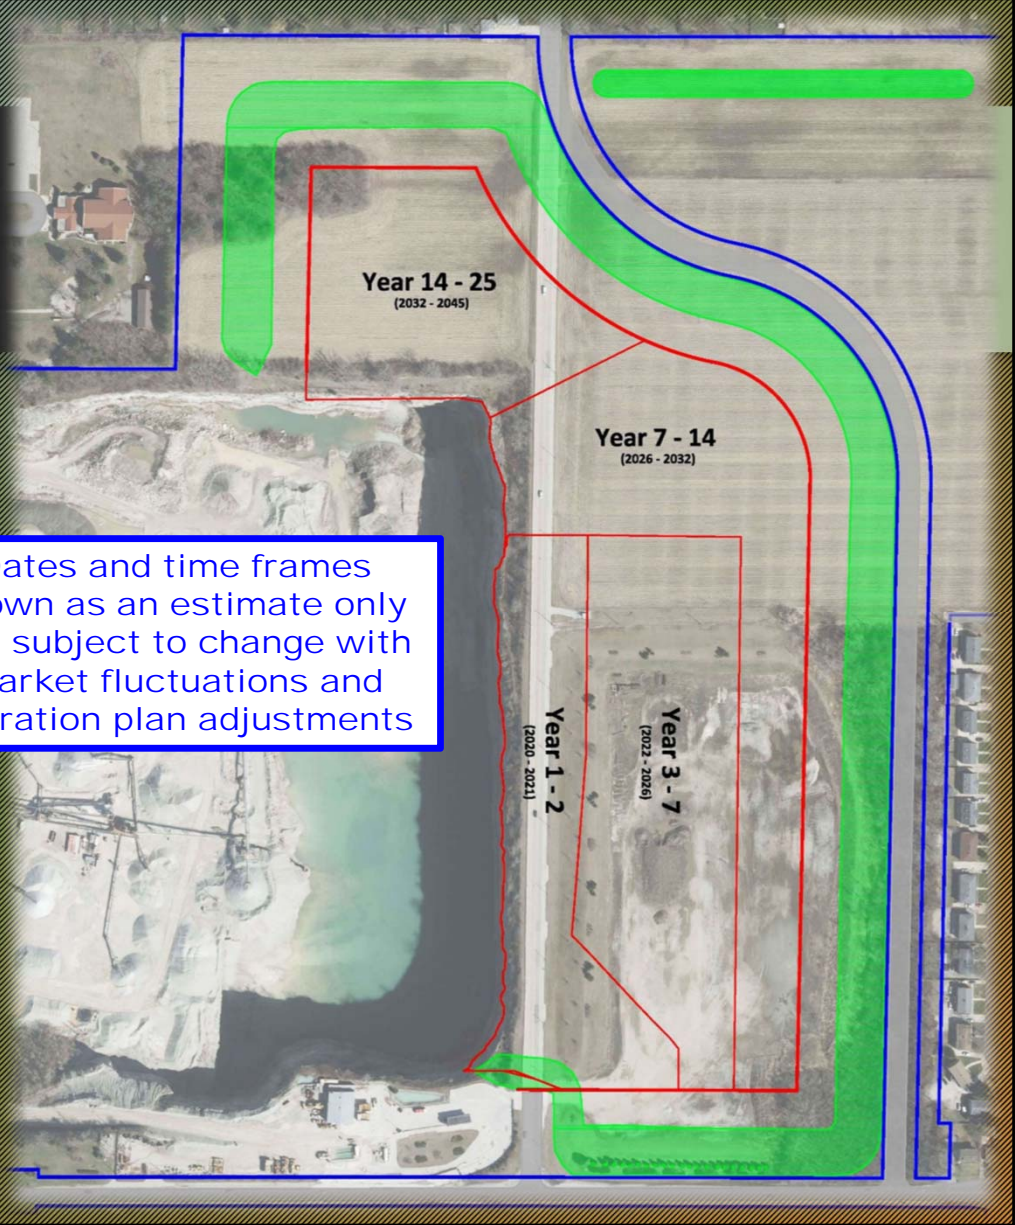 Year 14 - 25
(2032 - 2045)
Year 7 - 14
(2026 - 2032)
ates and time frames
own as an estimate only
subject to change with
arket fluctuations and
ration plan adjustments
Year 1 - 2
(2020 - 2021)
Year 3 - 7
(2022 - 2026)